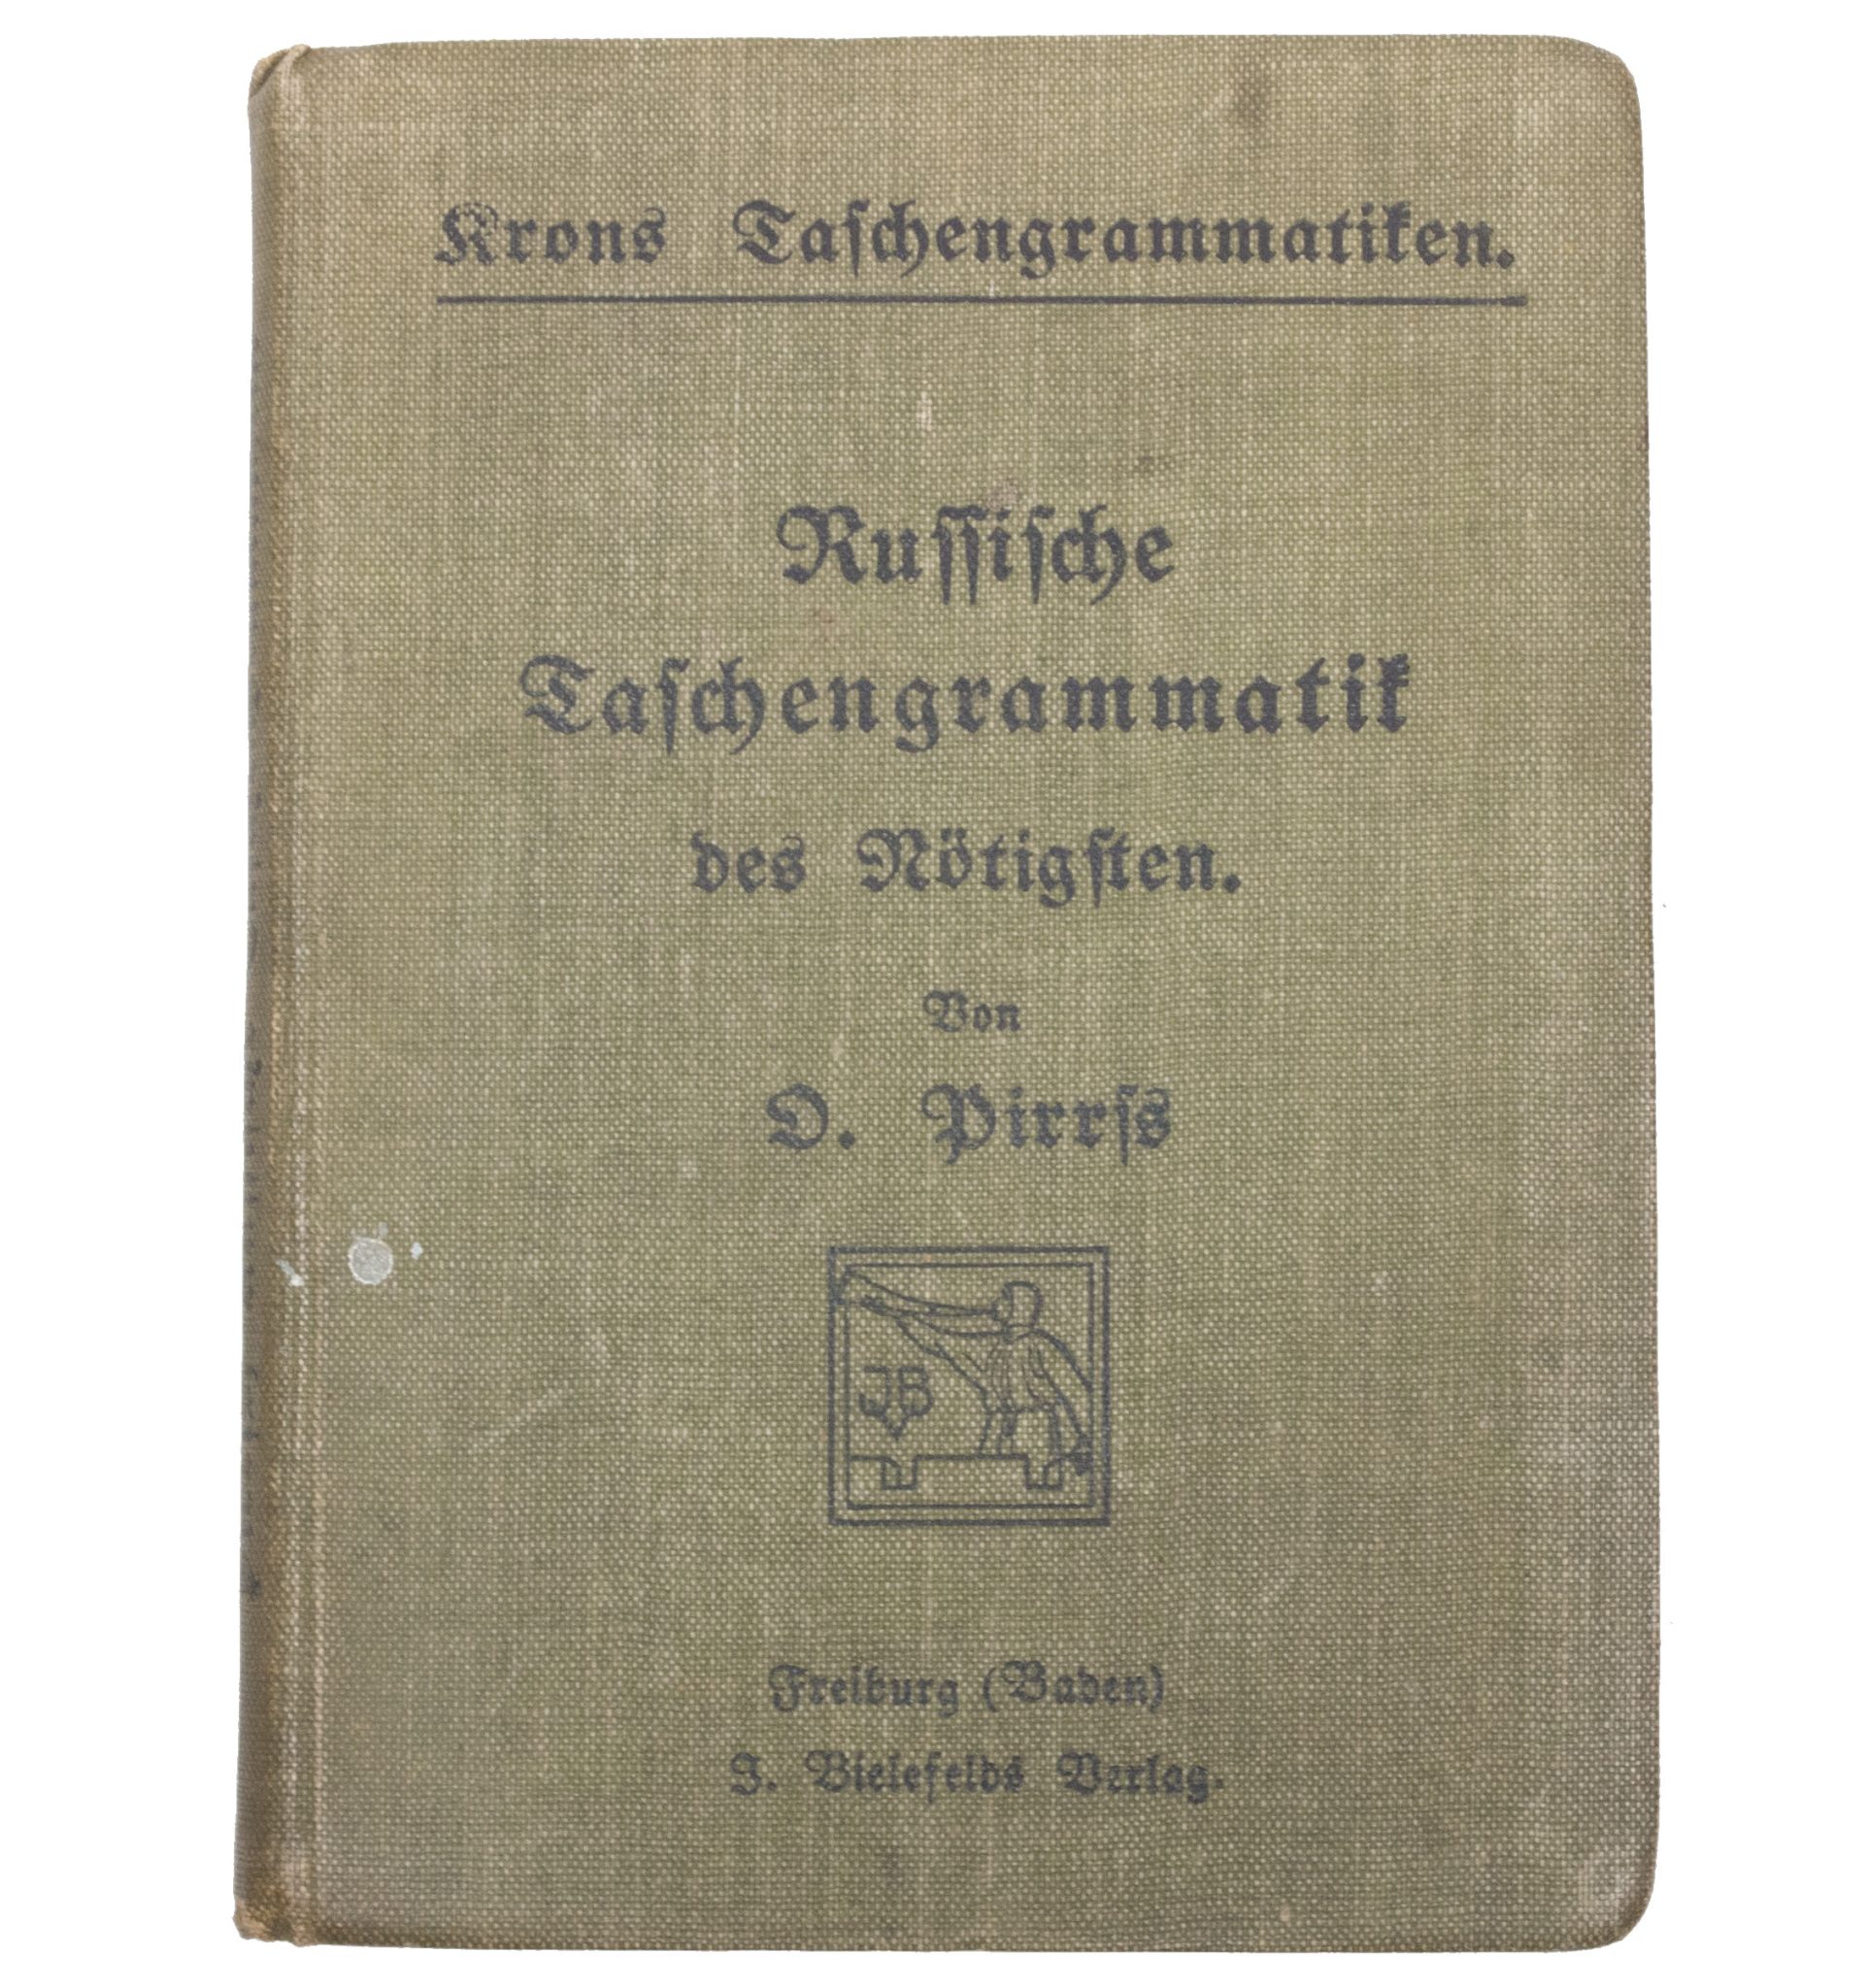 Krons Taschengrammatiken.
Russische
Taschengrammatik
des Nötigsten.
Von
O. Pirrss
JB
Freiburg (Baden)
J. Bielefelds Verlag.